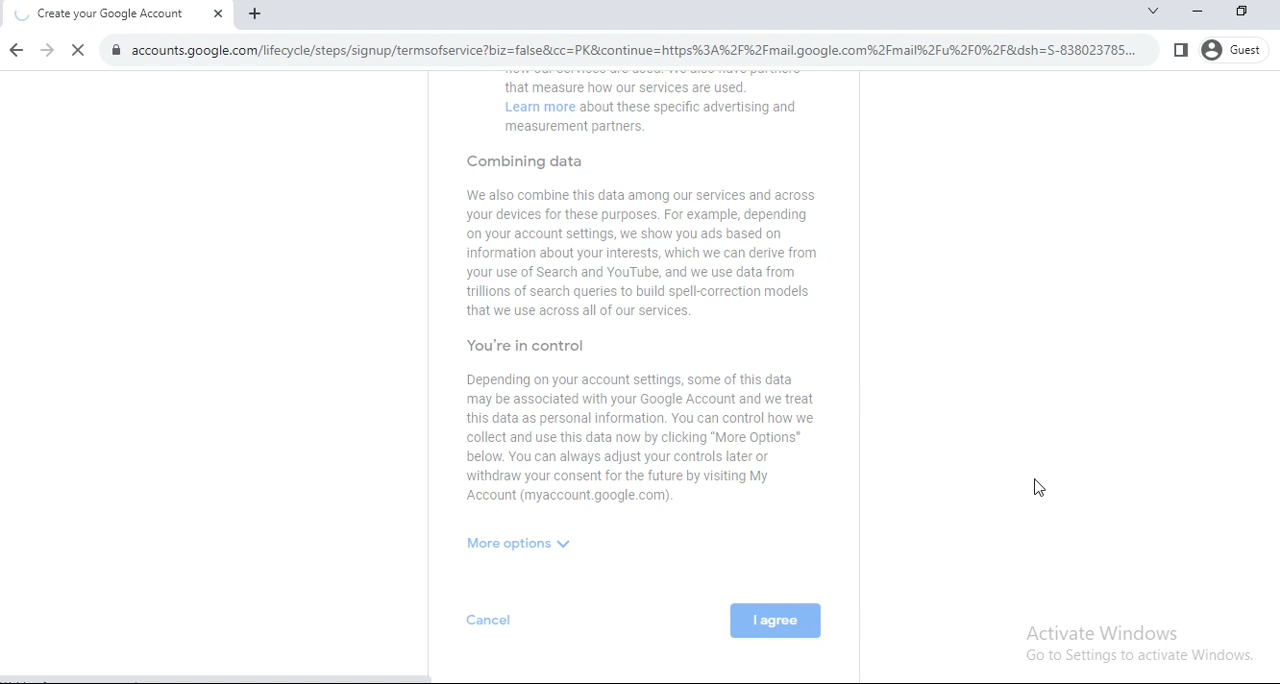 Create your Google Account
accounts.google.com/lifecycle/steps/signup/termsofservice?biz=false&cc=PK&continue=https%3A%2F%2Fmail.google.com%2Fmail%2Fu%2F0%2F&dsh=S-838023785...
Guest
how our services are used. We also have partners
that measure how our services are used.
Learn more about these specific advertising and
measurement partners.
Combining data
We also combine this data among our services and across
your devices for these purposes. For example, depending
on your account settings, we show you ads based on
information about your interests, which we can derive from
your use of Search and YouTube, and we use data from
trillions of search queries to build spell-correction models
that we use across all of our services.
You're in control
Depending on your account settings, some of this data
may be associated with your Google Account and we treat
this data as personal information. You can control how we
collect and use this data now by clicking “More Options”
below. You can always adjust your controls later or
withdraw your consent for the future by visiting My
Account (myaccount.google.com).
More options
Cancel
I agree
Activate Windows
Go to Settings to activate Windows.